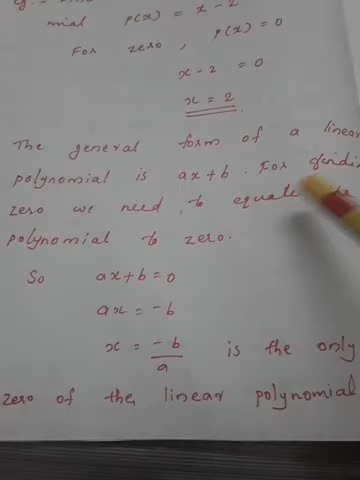 mial p(x) = x - 2
For zero, p(x) = 0
x - 2 = 0
x = 2
The general form of a linear
polynomial is ax + b. For
zero we need to equate
polynomial to zero.
So ax + b = 0
ax = -b
x = -b/a is the only
zero of the linear polynomial